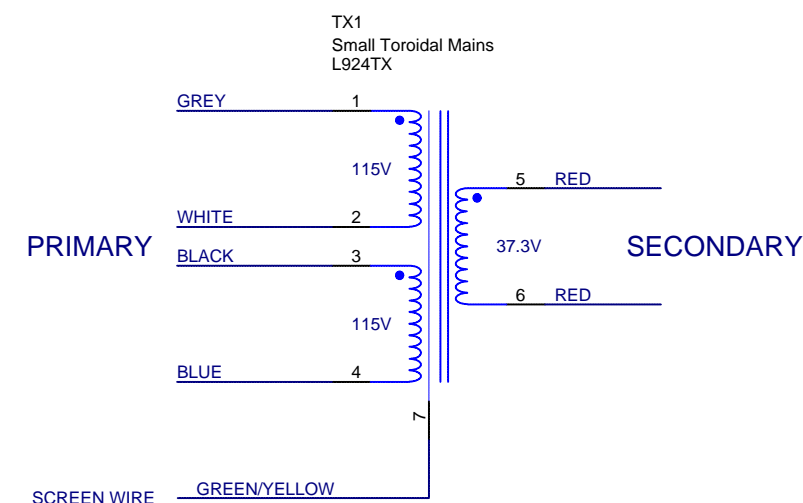 TX1
Small Toroidal Mains
L924TX
GREY
1
115V
WHITE
2
PRIMARY
BLACK
3
115V
BLUE
4
5
RED
37.3V
SECONDARY
6
RED
7
SCREEN WIRE
GREEN/YELLOW